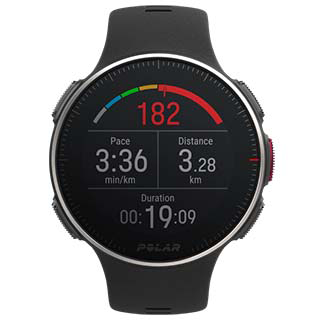 182
Pace Distance
3:36 3.28
min/km km
Duration
00:19:09
POLAR